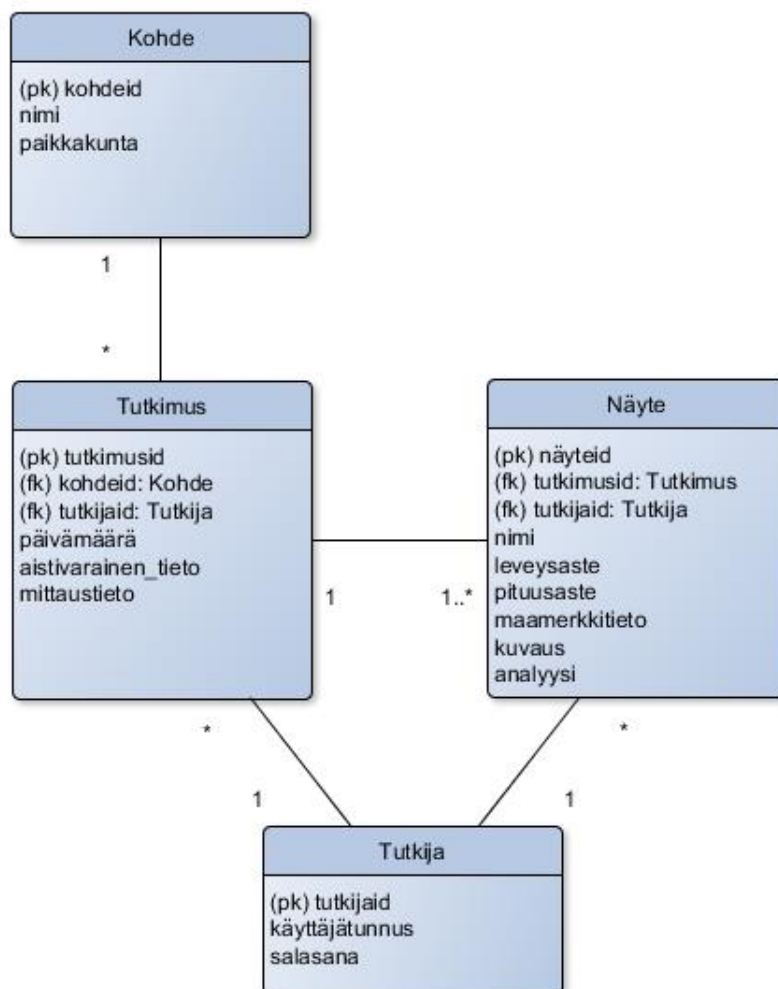 Kohde
(pk) kohdeid
nimi
paikkakunta
1
*
Tutkimus
(pk) tutkimusid
(fk) kohdeid: Kohde
(fk) tutkijaid: Tutkija
päivämäärä
aistivarainen_tieto
mittaustieto
Näyte
(pk) näyteid
(fk) tutkimusid: Tutkimus
(fk) tutkijaid: Tutkija
nimi
leveysaste
pituusaste
maamerkkitieto
kuvaus
analyysi
1
1..*
*
*
1
1
Tutkija
(pk) tutkijaid
käyttäjätunnus
salasana